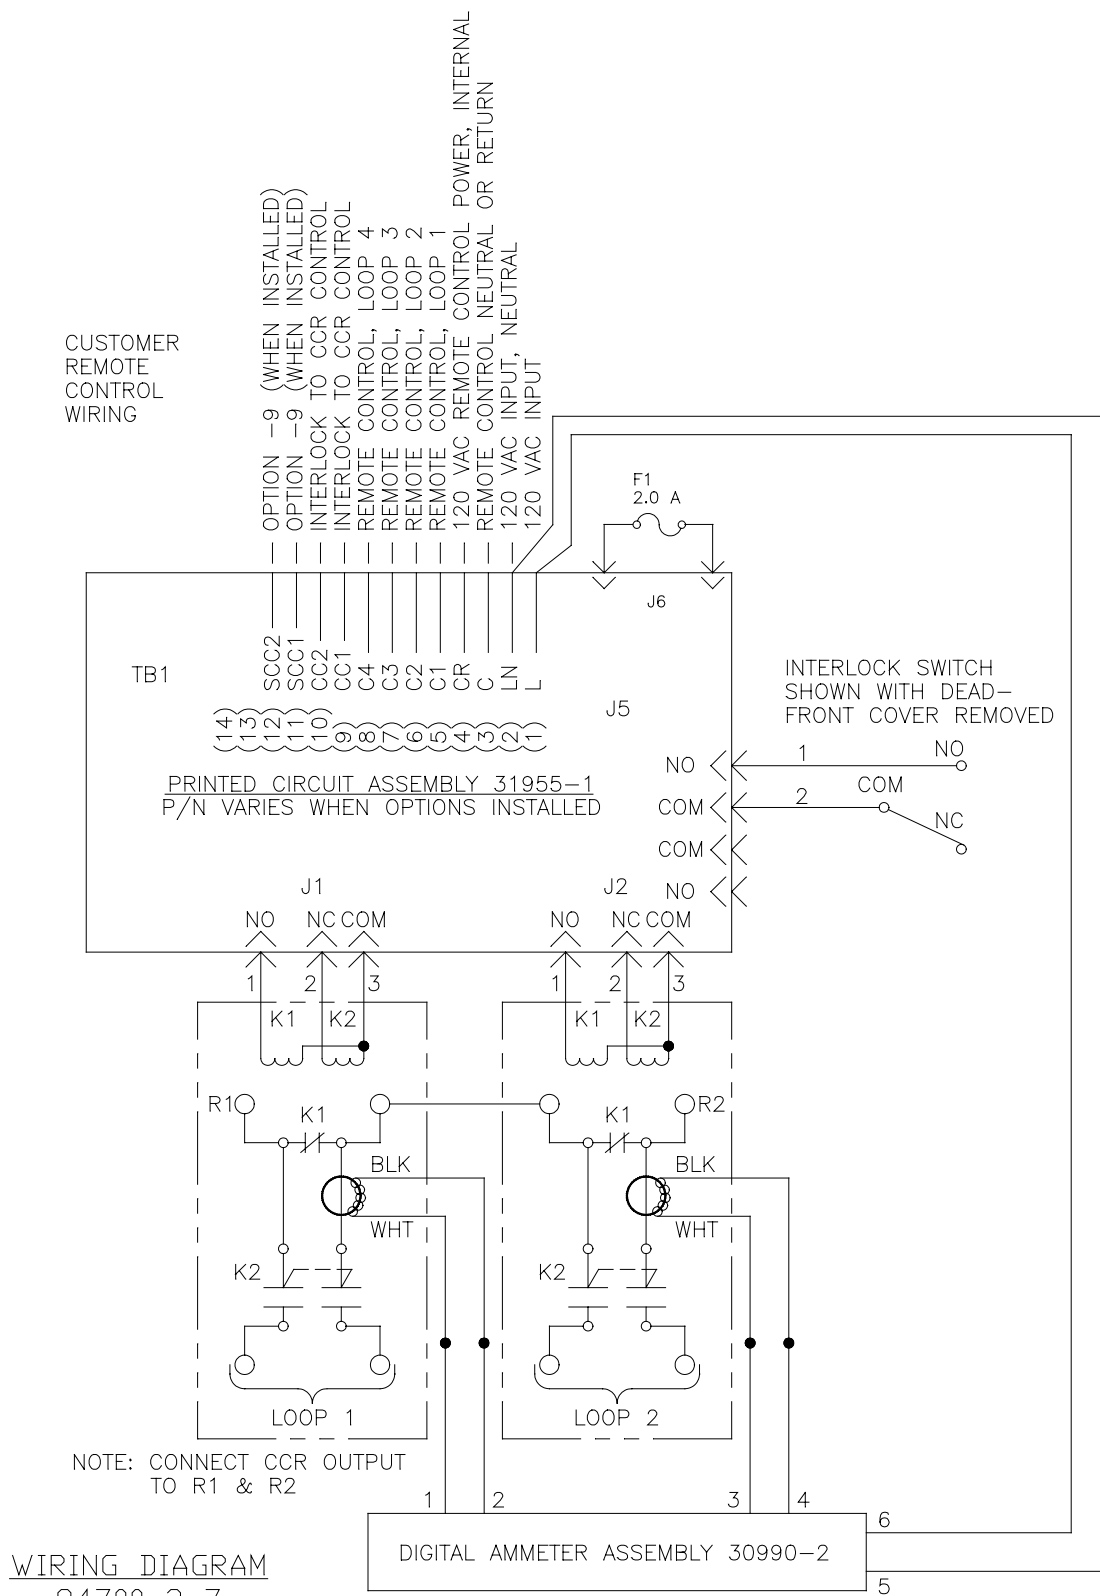 OPTION -9 (WHEN INSTALLED)
OPTION -9 (WHEN INSTALLED)
INTERLOCK TO CCR CONTROL
INTERLOCK TO CCR CONTROL
REMOTE CONTROL, LOOP 4
REMOTE CONTROL, LOOP 3
REMOTE CONTROL, LOOP 2
REMOTE CONTROL, LOOP 1
120 VAC REMOTE CONTROL POWER, INTERNAL
REMOTE CONTROL NEUTRAL OR RETURN
120 VAC INPUT, NEUTRAL
120 VAC INPUT
CUSTOMER
REMOTE
CONTROL
WIRING
F1
2.0 A
J6
TB1
SCC2
SCC1
CC2
CC1
C4
C3
C2
C1
CR
C
LN
L
(14)
(13)
(12)
(11)
(10)
(9)
(8)
(7)
(6)
(5)
(4)
(3)
(2)
(1)
J5
INTERLOCK SWITCH
SHOWN WITH DEAD-
FRONT COVER REMOVED
NO
1
NO
COM
2
COM
NC
COM
NO
PRINTED CIRCUIT ASSEMBLY 31955-1
P/N VARIES WHEN OPTIONS INSTALLED
J1
J2
NO NC COM
NO NC COM
1 2 3
1 2 3
K1 K2
K1 K2
R1
K1
K1
R2
BLK
BLK
WHT
WHT
K2
K2
LOOP 1
LOOP 2
NOTE: CONNECT CCR OUTPUT
TO R1 & R2
1 2
3 4
6
DIGITAL AMMETER ASSEMBLY 30990-2
5
WIRING DIAGRAM